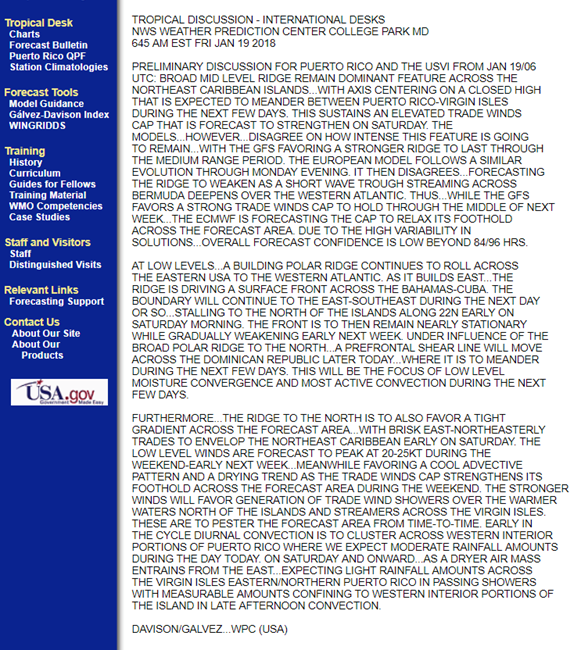 Tropical Desk
Charts
Forecast Bulletin
Puerto Rico QPF
Station Climatologies
Forecast Tools
Model Guidance
Gálvez-Davison Index
WINGRIDDS
Training
History
Curriculum
Guides for Fellows
Training Material
WMO Competencies
Case Studies
Staff and Visitors
Staff
Distinguished Visits
Relevant Links
Forecasting Support
Contact Us
About Our Site
About Our
Products
USA.gov
Government Made Easy
TROPICAL DISCUSSION - INTERNATIONAL DESKS
NWS WEATHER PREDICTION CENTER COLLEGE PARK MD
645 AM EST FRI JAN 19 2018
PRELIMINARY DISCUSSION FOR PUERTO RICO AND THE USVI FROM JAN 19/06
UTC: BROAD MID LEVEL RIDGE REMAIN DOMINANT FEATURE ACROSS THE
NORTHEAST CARIBBEAN ISLANDS...WITH AXIS CENTERING ON A CLOSED HIGH
THAT IS EXPECTED TO MEANDER BETWEEN PUERTO RICO-VIRGIN ISLES
DURING THE NEXT FEW DAYS. THIS SUSTAINS AN ELEVATED TRADE WINDS
CAP THAT IS FORECAST TO STRENGTHEN ON SATURDAY. THE
MODELS...HOWEVER...DISAGREE ON HOW INTENSE THIS FEATURE IS GOING
TO REMAIN...WITH THE GFS FAVORING A STRONGER RIDGE TO LAST THROUGH
THE MEDIUM RANGE PERIOD. THE EUROPEAN MODEL FOLLOWS A SIMILAR
EVOLUTION THROUGH MONDAY EVENING. IT THEN DISAGREES...FORECASTING
THE RIDGE TO WEAKEN AS A SHORT WAVE TROUGH STREAMING ACROSS
BERMUDA DEEPENS OVER THE WESTERN ATLANTIC. THUS...WHILE THE GFS
FAVORS A STRONG TRADE WINDS CAP TO HOLD THROUGH THE MIDDLE OF NEXT
WEEK...THE ECMWF IS FORECASTING THE CAP TO RELAX ITS FOOTHOLD
ACROSS THE FORECAST AREA. DUE TO THE HIGH VARIABILITY IN
SOLUTIONS...OVERALL FORECAST CONFIDENCE IS LOW BEYOND 84/96 HRS.
AT LOW LEVELS...A BUILDING POLAR RIDGE CONTINUES TO ROLL ACROSS
THE EASTERN USA TO THE WESTERN ATLANTIC. AS IT BUILDS EAST...THE
RIDGE IS DRIVING A SURFACE FRONT ACROSS THE BAHAMAS-CUBA. THE
BOUNDARY WILL CONTINUE TO THE EAST-SOUTHEAST DURING THE NEXT DAY
OR SO...STALLING TO THE NORTH OF THE ISLANDS ALONG 22N EARLY ON
SATURDAY MORNING. THE FRONT IS TO THEN REMAIN NEARLY STATIONARY
WHILE GRADUALLY WEAKENING EARLY NEXT WEEK. UNDER INFLUENCE OF THE
BROAD POLAR RIDGE TO THE NORTH...A PREFRONTAL SHEAR LINE WILL MOVE
ACROSS THE DOMINICAN REPUBLIC LATER TODAY...WHERE IT IS TO MEANDER
DURING THE NEXT FEW DAYS. THIS WILL BE THE FOCUS OF LOW LEVEL
MOISTURE CONVERGENCE AND MOST ACTIVE CONVECTION DURING THE NEXT
FEW DAYS.
FURTHERMORE...THE RIDGE TO THE NORTH IS TO ALSO FAVOR A TIGHT
GRADIENT ACROSS THE FORECAST AREA...WITH BRISK EAST-NORTHEASTERLY
TRADES TO ENVELOP THE NORTHEAST CARIBBEAN EARLY ON SATURDAY. THE
LOW LEVEL WINDS ARE FORECAST TO PEAK AT 20-25KT DURING THE
WEEKEND-EARLY NEXT WEEK...MEANWHILE FAVORING A COOL ADVECTIVE
PATTERN AND A DRYING TREND AS THE TRADE WINDS CAP STRENGTHENS ITS
FOOTHOLD ACROSS THE FORECAST AREA DURING THE WEEKEND. THE STRONGER
WINDS WILL FAVOR GENERATION OF TRADE WIND SHOWERS OVER THE WARMER
WATERS NORTH OF THE ISLANDS AND STREAMERS ACROSS THE VIRGIN ISLES.
THESE ARE TO PESTER THE FORECAST AREA FROM TIME-TO-TIME. EARLY IN
THE CYCLE DIURNAL CONVECTION IS TO CLUSTER ACROSS WESTERN INTERIOR
PORTIONS OF PUERTO RICO WHERE WE EXPECT MODERATE RAINFALL AMOUNTS
DURING THE DAY TODAY. ON SATURDAY AND ONWARD...AS A DRYER AIR MASS
ENTRAINS FROM THE EAST...EXPECTING LIGHT RAINFALL AMOUNTS ACROSS
THE VIRGIN ISLES EASTERN/NORTHERN PUERTO RICO IN PASSING SHOWERS
WITH MEASURABLE AMOUNTS CONFINING TO WESTERN INTERIOR PORTIONS OF
THE ISLAND IN LATE AFTERNOON CONVECTION.
DAVISON/GALVEZ...WPC (USA)